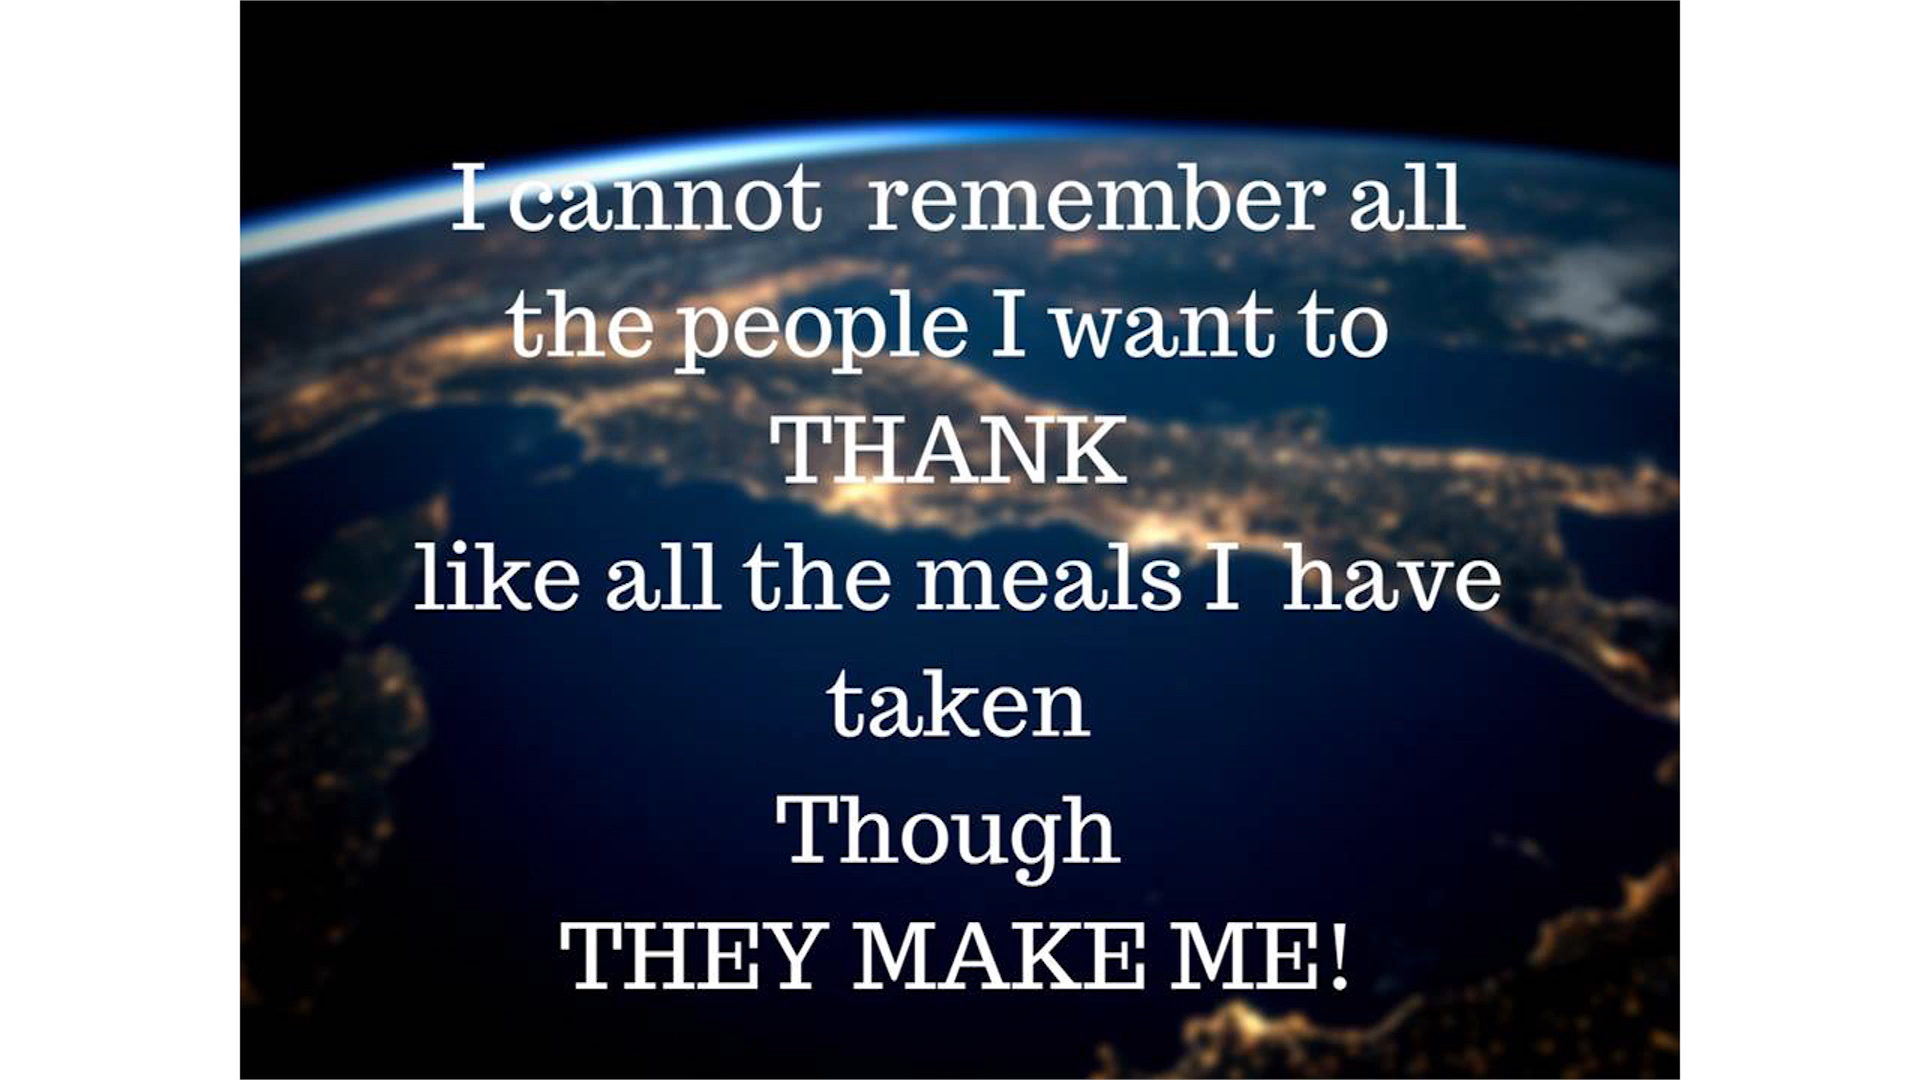 I cannot  remember all
the people I want to
THANK
like all the meals I  have
taken
Though
THEY MAKE ME!